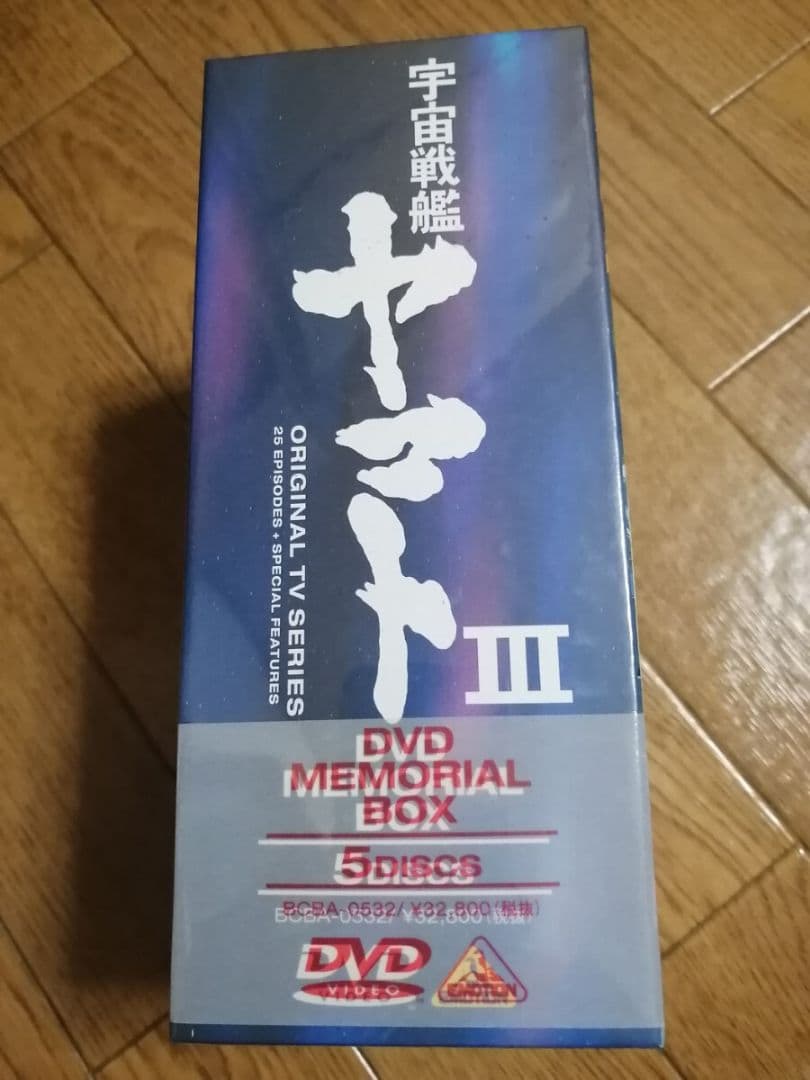 宇宙戦艦
ヤマト
III
ORIGINAL TV SERIES
25 EPISODES + SPECIAL FEATURES
DVD
MEMORIAL
BOX
5DISCS
BCBA-0532/ ¥32,800(税抜)
DVD
VIDEO
EMOTION